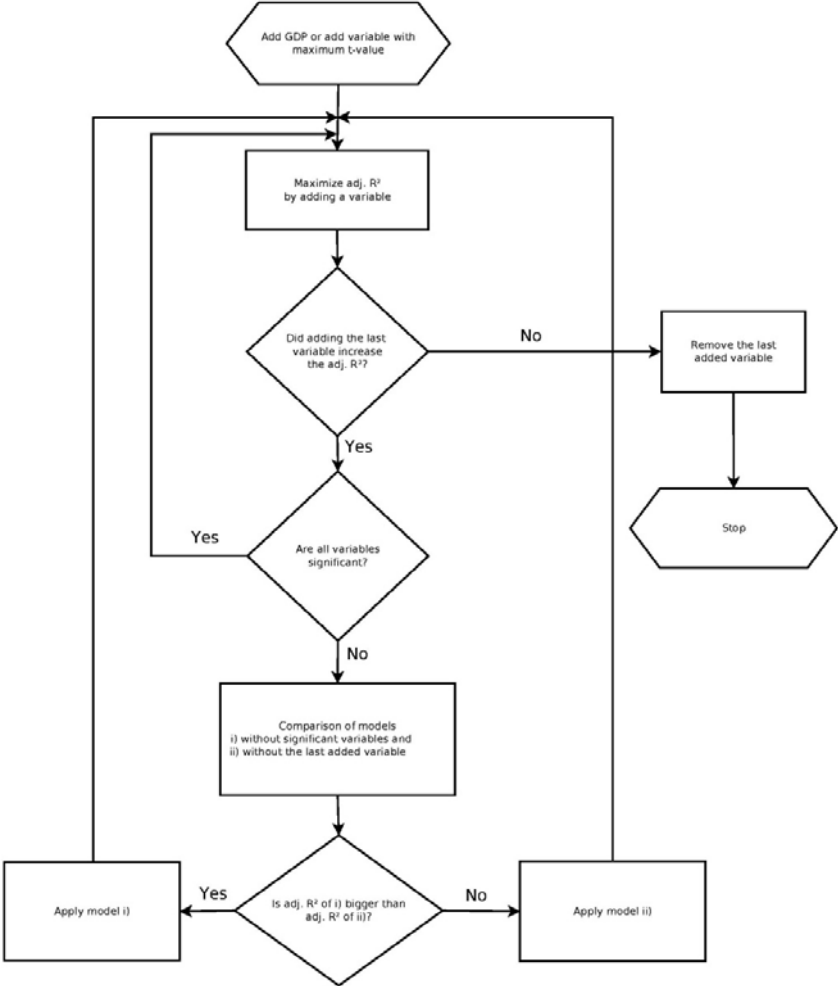 Add GDP or add variable with
maximum t-value
Maximize adj. R²
by adding a variable
Did adding the last
variable increase
the adj. R²?
No
Remove the last
added variable
Yes
Stop
Yes
Are all variables
significant?
No
Comparison of models
i) without significant variables and
ii) without the last added variable
Apply model i)
Yes
Is adj. R² of i) bigger than
adj. R² of ii)?
No
Apply model ii)